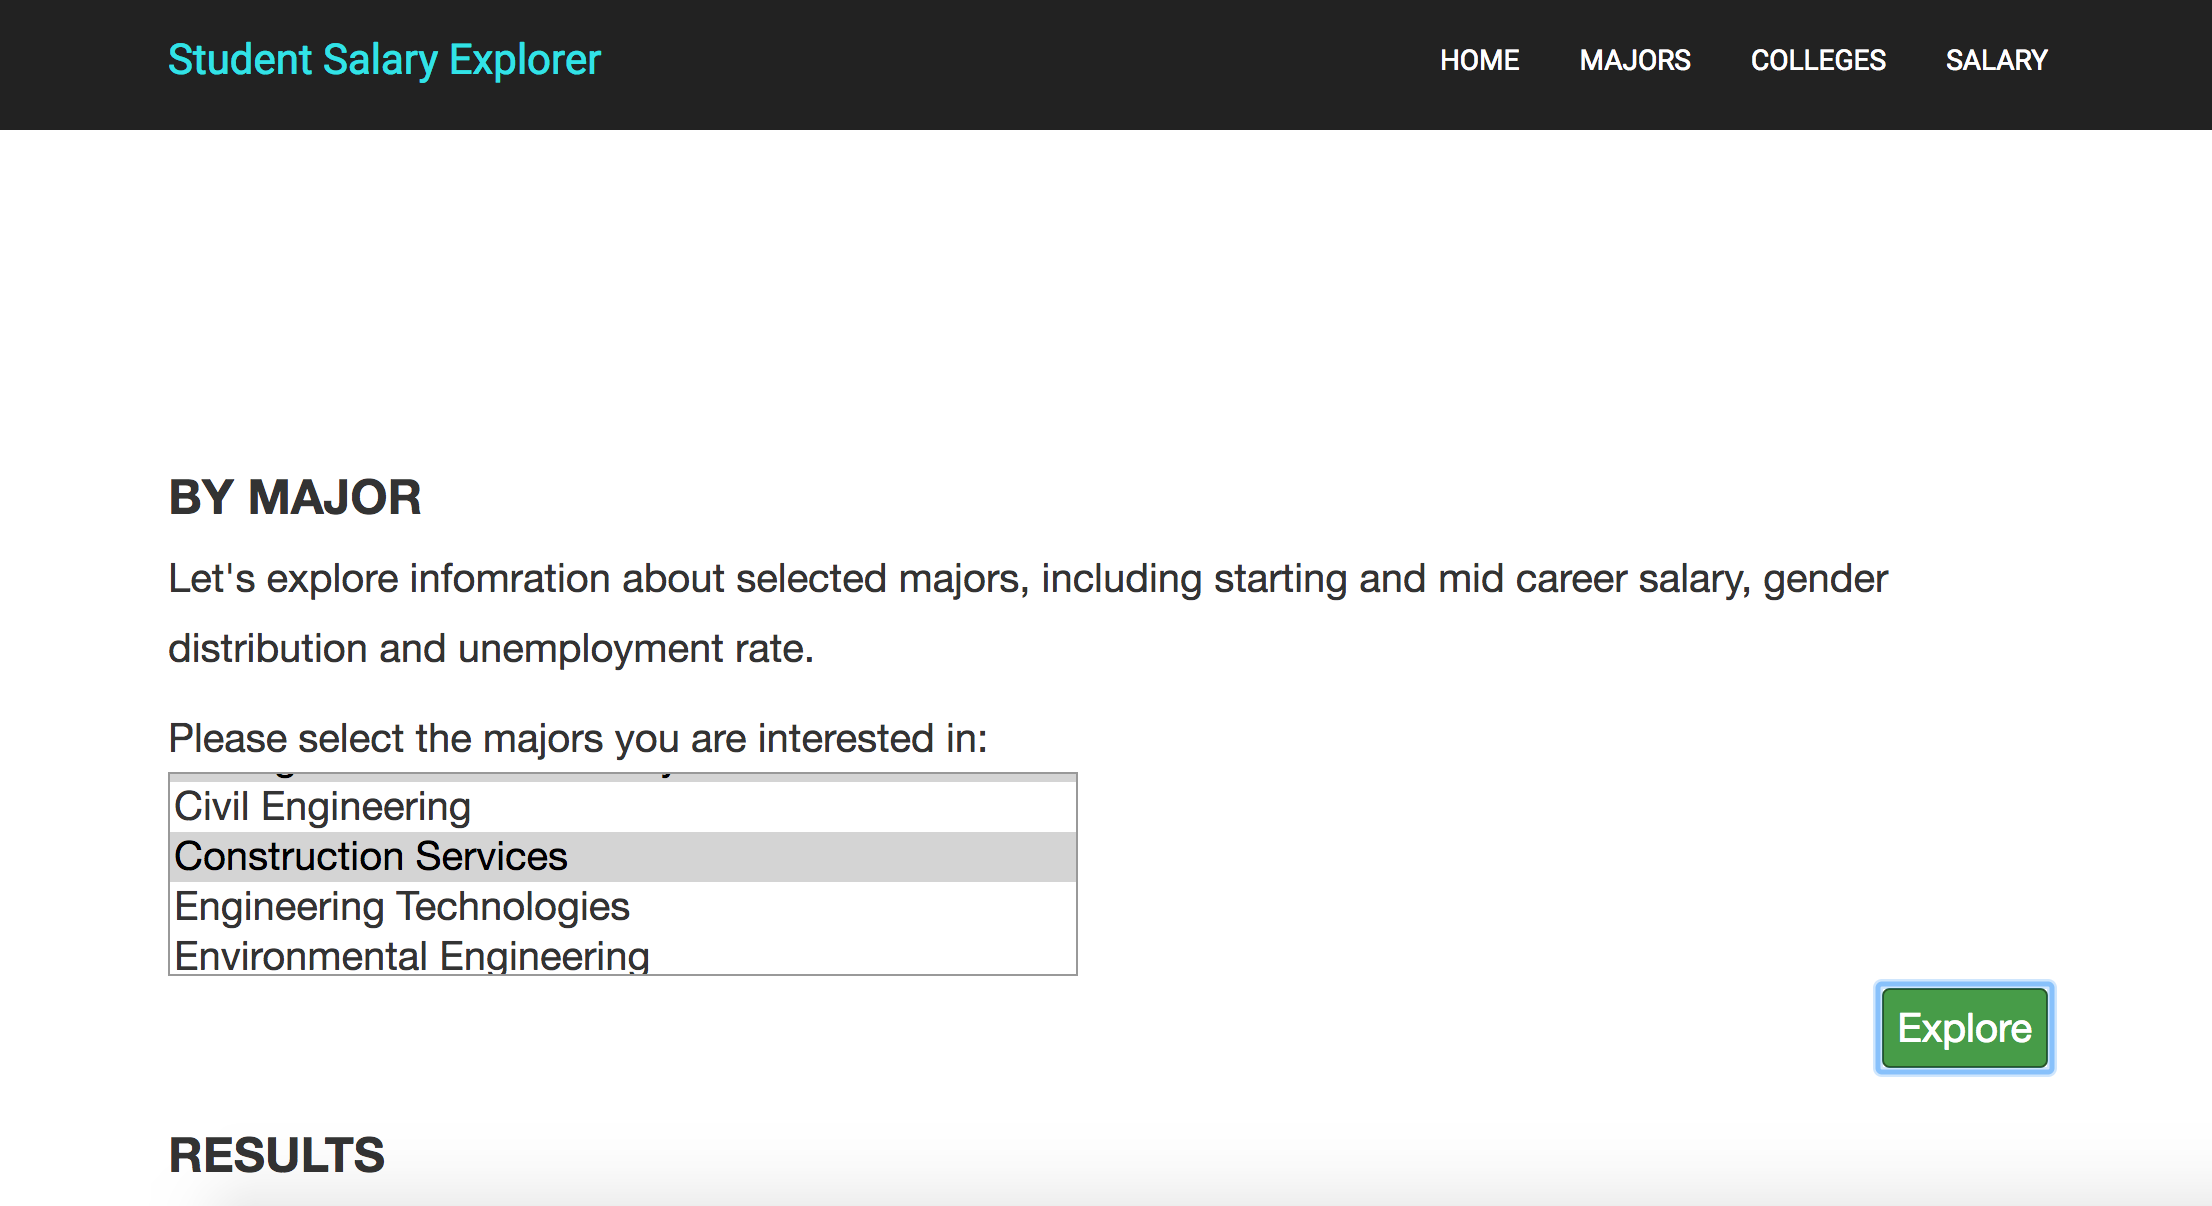 Student Salary Explorer HOME MAJORS COLLEGES SALARY
BY MAJOR
Let's explore infomration about selected majors, including starting and mid career salary, gender
distribution and unemployment rate.
Please select the majors you are interested in:
Civil Engineering
Construction Services
Engineering Technologies
Environmental Engineering
Explore
RESULTS